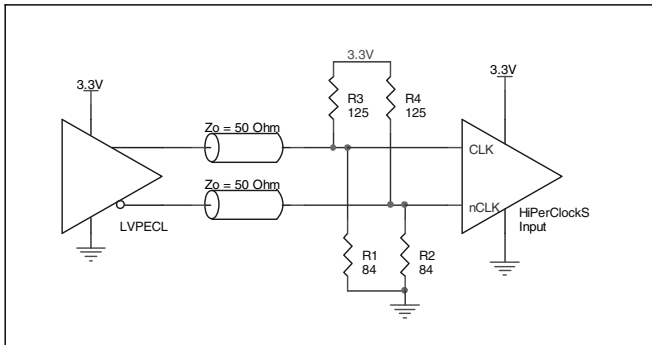 3.3V
3.3V
3.3V
R3
125
R4
125
Zo = 50 Ohm
CLK
Zo = 50 Ohm
nCLK
HiPerClockS
Input
LVPECL
R1
84
R2
84